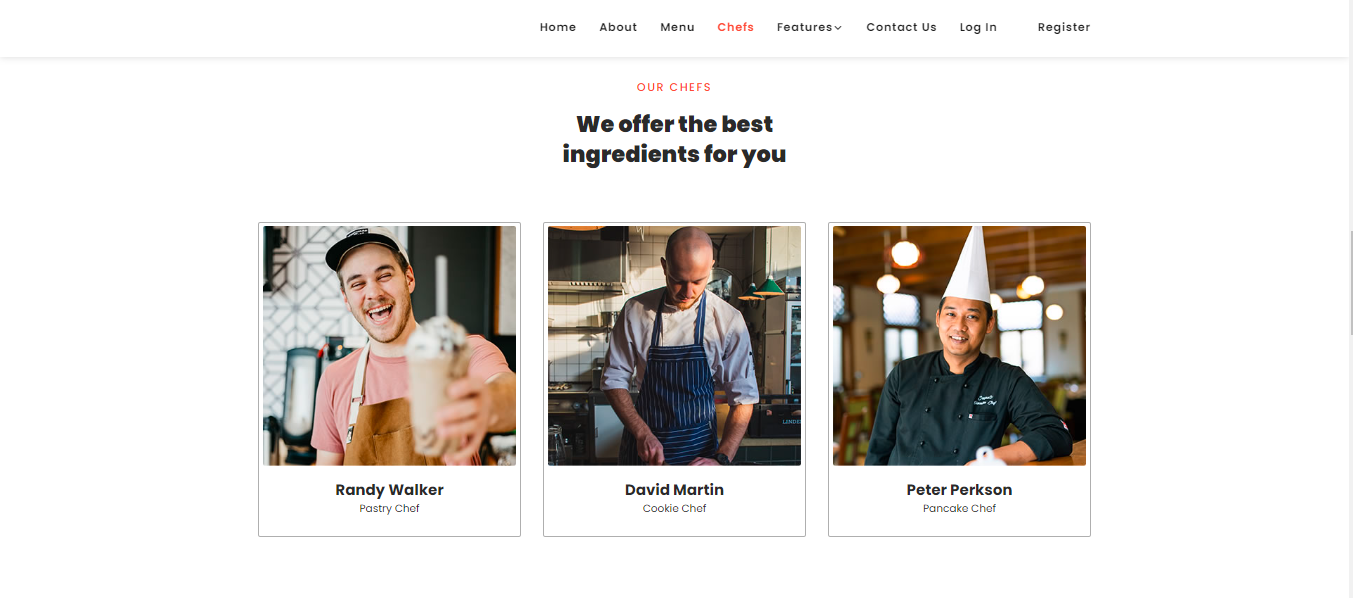 Home About Menu Chefs Features Contact Us Log In Register
OUR CHEFS
We offer the best
ingredients for you
Randy Walker
Pastry Chef
David Martin
Cookie Chef
Peter Perkson
Pancake Chef